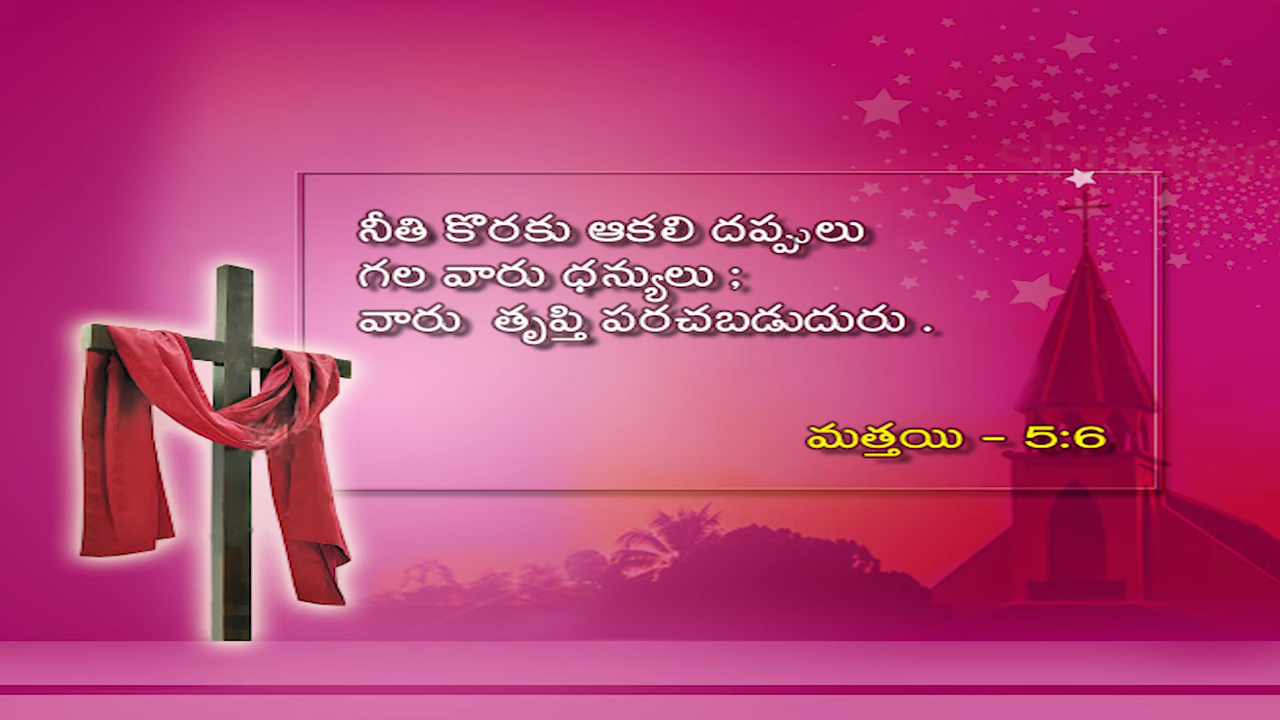 నీతి కొరకు ఆకలి దప్పులు
గల వారు ధన్యులు ;
వారు తృప్తి పరచబడుదురు .
మత్తయి - 5:6